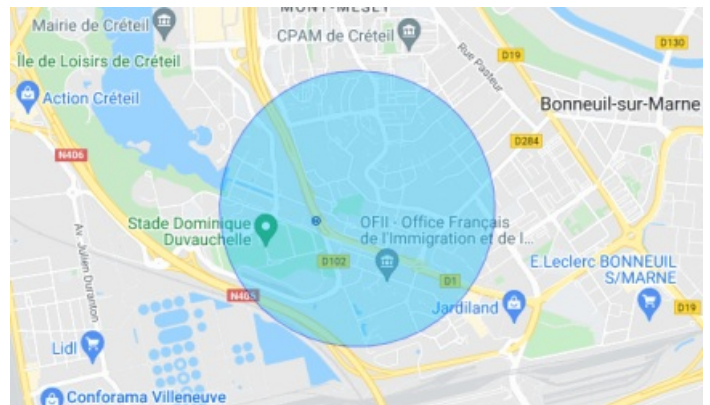 MONT-MESLY
Mairie de Créteil
CPAM de Créteil
D19
D130
Rue Pasteur
Île de Loisirs de Créteil
Action Créteil
Bonneuil-sur-Marne
D284
N406
Av. Julien Duranton
Stade Dominique
Duvauchelle
OFII - Office Français
de l'Immigration et de l...
D102
E.Leclerc BONNEUIL
S/MARNE
D1
N406
Jardiland
D19
Lidl
Conforama Villeneuve